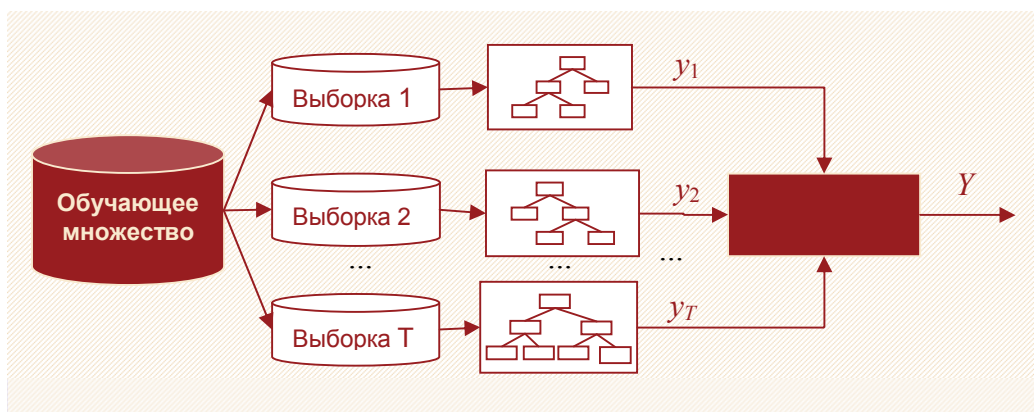 Выборка 1
y1
Обучающее
множество
Выборка 2
y2
Y
...
...
...
Выборка T
yT